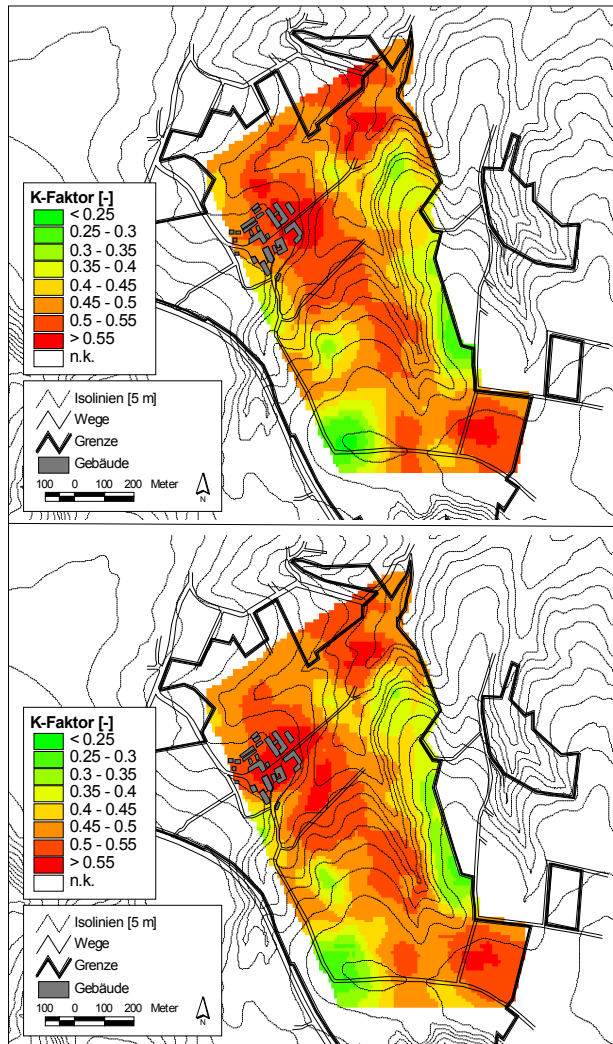 K-Faktor [-]
< 0.25
0.25 - 0.3
0.3 - 0.35
0.35 - 0.4
0.4 - 0.45
0.45 - 0.5
0.5 - 0.55
> 0.55
n.k.
Isolinien [5 m]
Wege
Grenze
Gebäude
100 0 100 200 Meter
N
K-Faktor [-]
< 0.25
0.25 - 0.3
0.3 - 0.35
0.35 - 0.4
0.4 - 0.45
0.45 - 0.5
0.5 - 0.55
> 0.55
n.k.
Isolinien [5 m]
Wege
Grenze
Gebäude
100 0 100 200 Meter
N